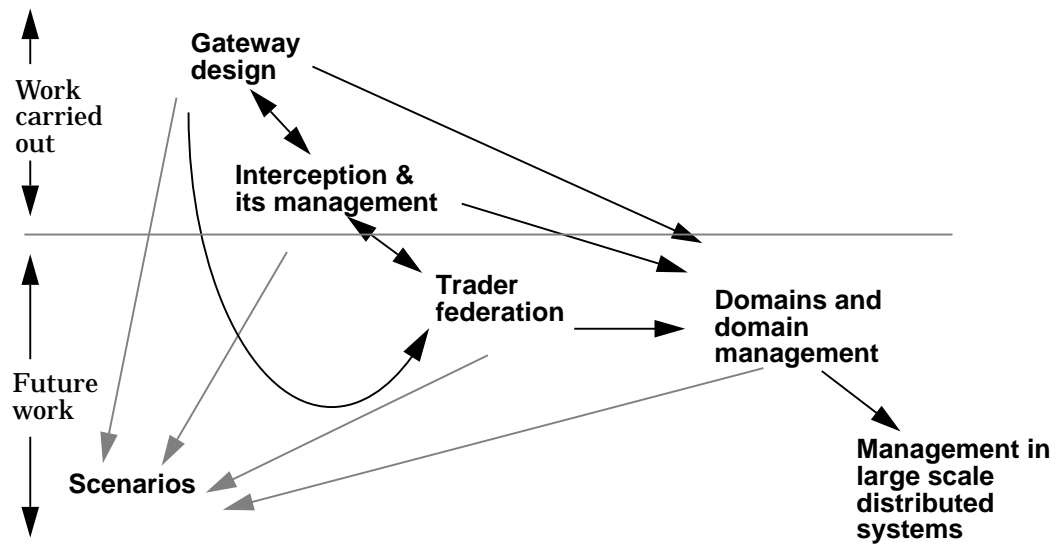 Gateway
design
Work
carried
out
Interception &
its management
Trader
federation
Domains and
domain
management
Future
work
Management in
large scale
distributed
systems
Scenarios